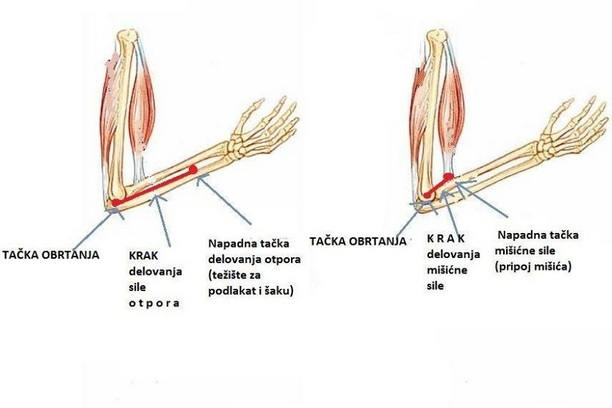 TAČKA OBRTANJA
KRAK
delovanja
sile
o t p o r a
Napadna tačka
delovanja otpora
(težište za
podlakat i šaku)
TAČKA OBRTANJA
K R A K
delovanja
mišićne
sile
Napadna tačka
mišićne sile
(pripoj mišića)